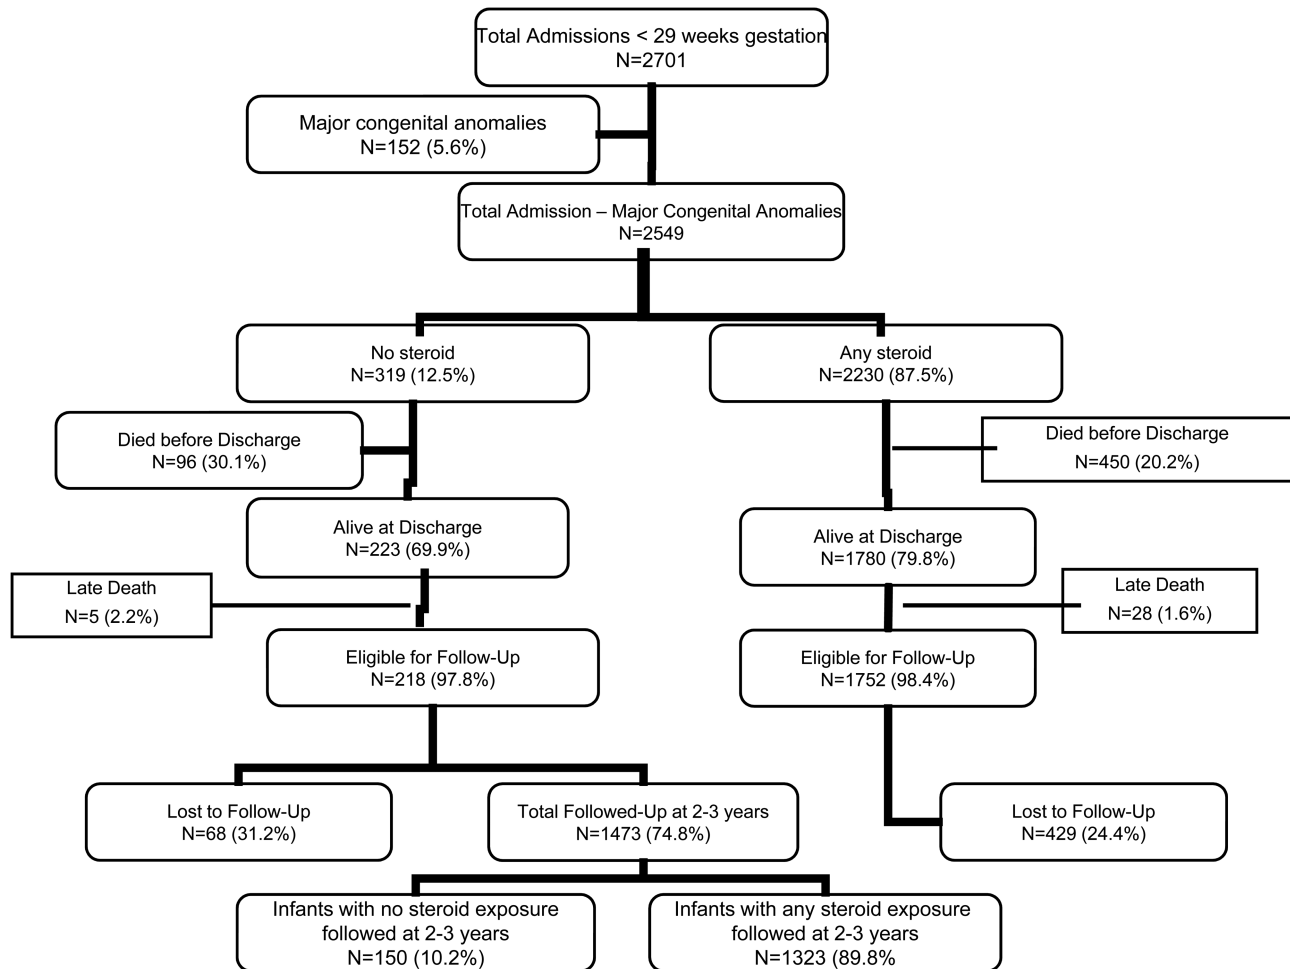 Total Admissions < 29 weeks gestation
N=2701
Major congenital anomalies
N=152 (5.6%)
Total Admission – Major Congenital Anomalies
N=2549
No steroid
N=319 (12.5%)
Any steroid
N=2230 (87.5%)
Died before Discharge
N=96 (30.1%)
Died before Discharge
N=450 (20.2%)
Alive at Discharge
N=223 (69.9%)
Alive at Discharge
N=1780 (79.8%)
Late Death
N=5 (2.2%)
Late Death
N=28 (1.6%)
Eligible for Follow-Up
N=218 (97.8%)
Eligible for Follow-Up
N=1752 (98.4%)
Lost to Follow-Up
N=68 (31.2%)
Total Followed-Up at 2-3 years
N=1473 (74.8%)
Lost to Follow-Up
N=429 (24.4%)
Infants with no steroid exposure
followed at 2-3 years
N=150 (10.2%)
Infants with any steroid exposure
followed at 2-3 years
N=1323 (89.8%